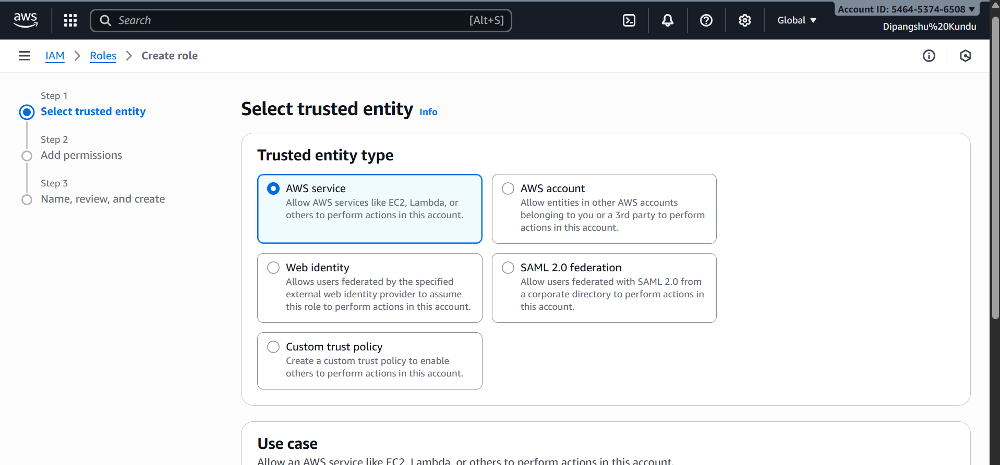 aws
Search
[Alt+S]
Global
Account ID: 5464-5374-6508
Dipangshu%20Kundu
IAM
Roles
Create role
Step 1
Select trusted entity
Step 2
Add permissions
Step 3
Name, review, and create
Select trusted entity Info
Trusted entity type
AWS service
Allow AWS services like EC2, Lambda, or
others to perform actions in this account.
AWS account
Allow entities in other AWS accounts
belonging to you or a 3rd party to perform
actions in this account.
Web identity
Allows users federated by the specified
external web identity provider to assume
this role to perform actions in this account.
SAML 2.0 federation
Allow users federated with SAML 2.0 from
a corporate directory to perform actions in
this account.
Custom trust policy
Create a custom trust policy to enable
others to perform actions in this account.
Use case
Allow an AWS service like EC2, Lambda, or others to perform actions in this account.